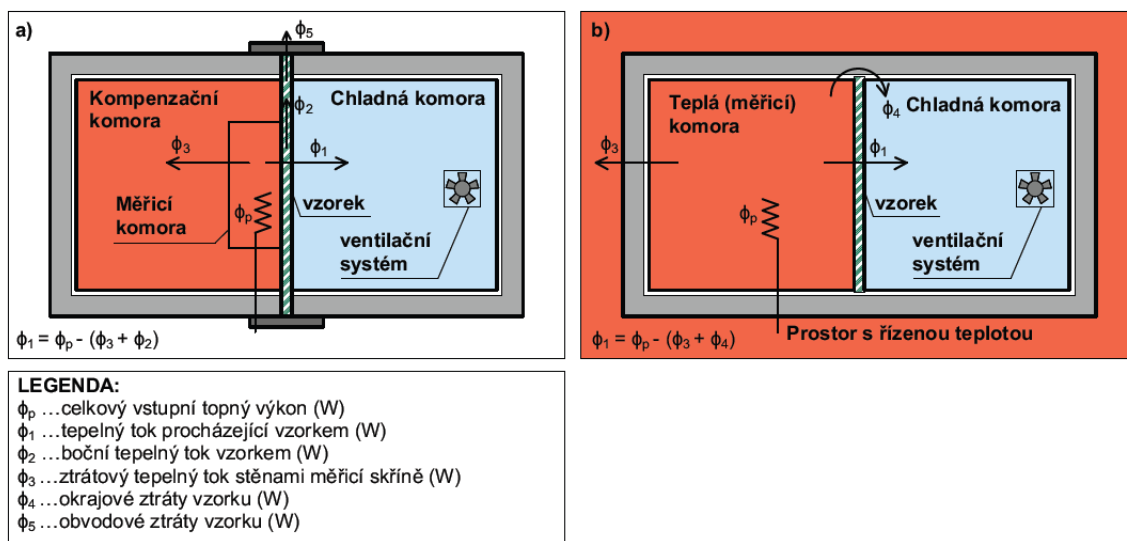 a)
ϕ5
Kompenzační
komora
ϕ2
Chladná komora
ϕ3
ϕ1
Měřicí
komora
ϕp
vzorek
ventilační
systém
ϕ1 = ϕp - (ϕ3 + ϕ2)
b)
Teplá (měřicí)
komora
ϕ4
Chladná komora
ϕ3
ϕ1
ϕp
vzorek
ventilační
systém
Prostor s řízenou teplotou
ϕ1 = ϕp - (ϕ3 + ϕ4)
LEGENDA:
ϕp ...celkový vstupní topný výkon (W)
ϕ1 ...tepelný tok procházející vzorkem (W)
ϕ2 ...boční tepelný tok vzorkem (W)
ϕ3 ...ztrátový tepelný tok stěnami měřicí skříně (W)
ϕ4 ...okrajové ztráty vzorku (W)
ϕ5 ...obvodové ztráty vzorku (W)